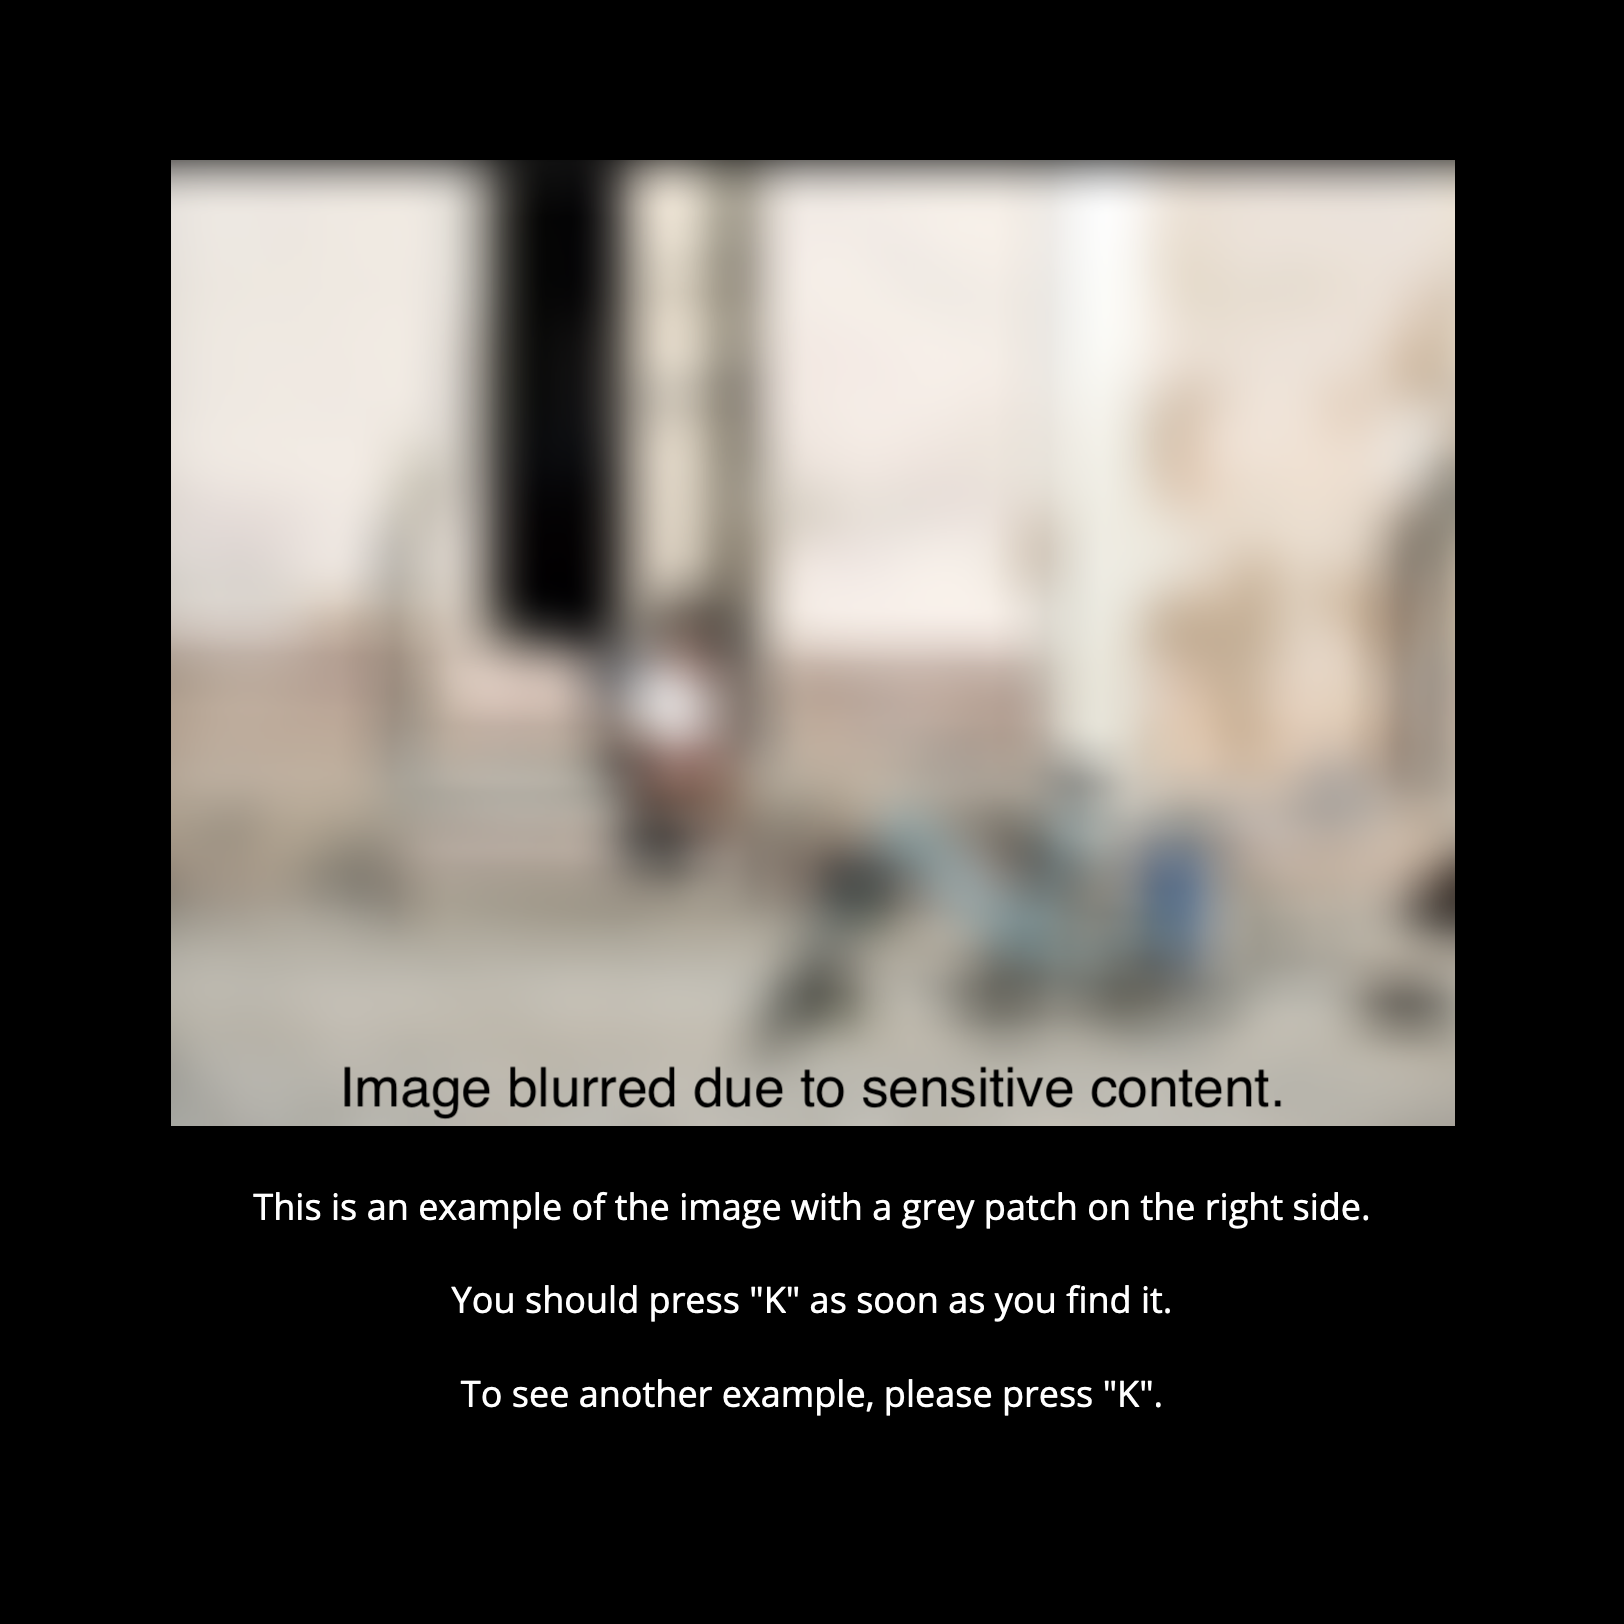 Image blurred due to sensitive content.
This is an example of the image with a grey patch on the right side.
You should press "K" as soon as you find it.
To see another example, please press "K".